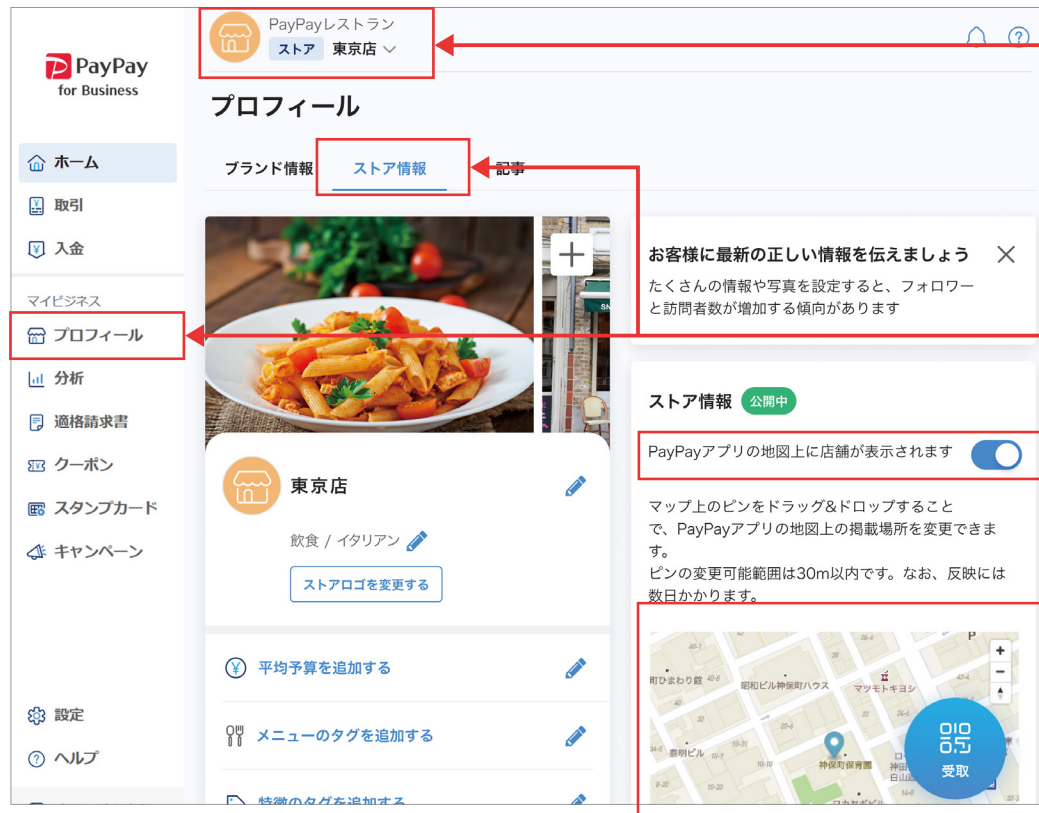 PayPay
for Business
ホーム
取引
入金
マイビジネス
プロフィール
分析
適格請求書
クーポン
スタンプカード
キャンペーン
設定
ヘルプ
PayPayレストラン
ストア 東京店
プロフィール
ブランド情報 ストア情報 記事
東京店
飲食 / イタリアン
ストアロゴを変更する
平均予算を追加する
メニューのタグを追加する
特徴のタグを追加する
お客様に最新の正しい情報を伝えましょう
たくさんの情報や写真を設定すると、フォロワー
と訪問者数が増加する傾向があります
ストア情報 公開中
PayPayアプリの地図上に店舗が表示されます
マップ上のピンをドラッグ&ドロップすること
で、PayPayアプリの地図上の掲載場所を変更できま
す。
ピンの変更可能範囲は30m以内です。なお、反映には
数日かかります。
P
町ひまわり館
昭和ビル神保町ハウス
マツモトキヨシ
泰明ビル
神保町保育園
ワカヤギビル
受取